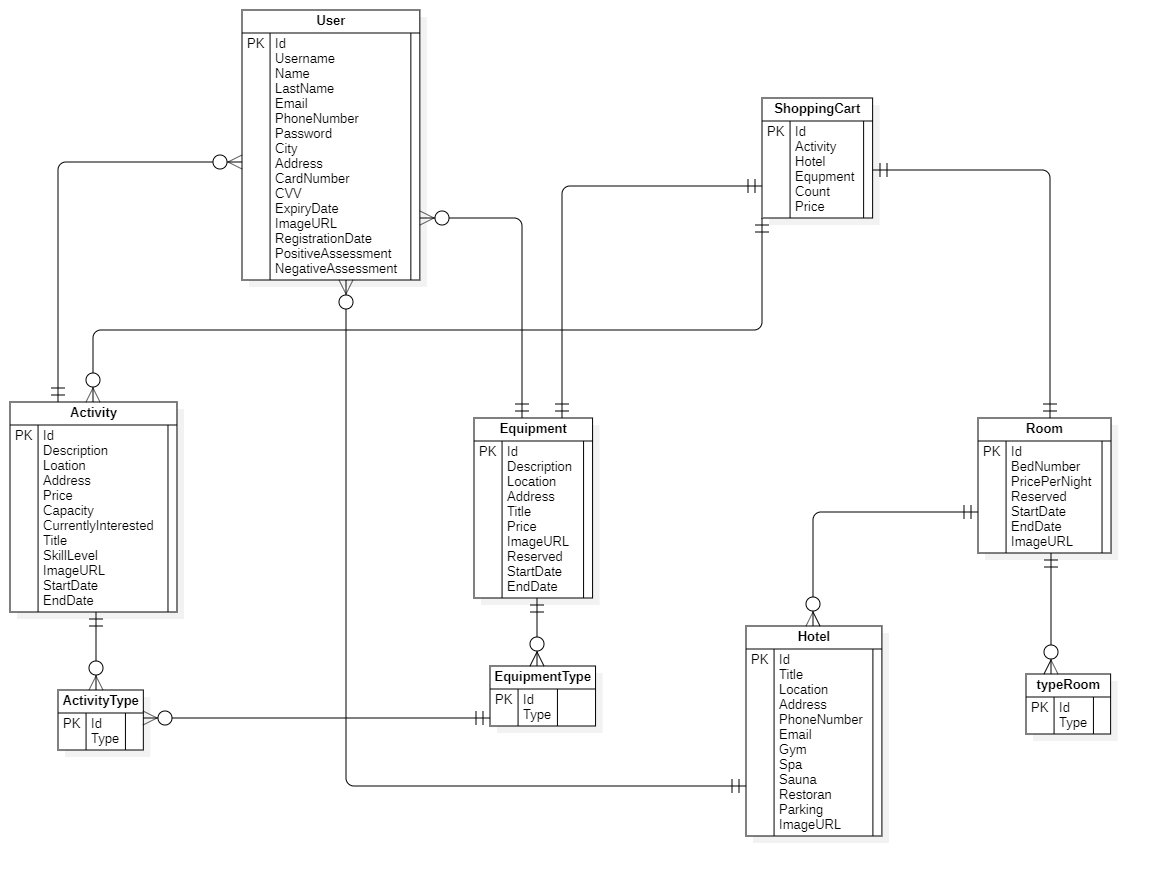 User
PK Id
Username
Name
LastName
Email
PhoneNumber
Password
City
Address
CardNumber
CVV
ExpiryDate
ImageURL
RegistrationDate
PositiveAssessment
NegativeAssessment
ShoppingCart
PK Id
Activity
Hotel
Equpment
Count
Price
Activity
PK Id
Description
Loation
Address
Price
Capacity
CurrentlyInterested
Title
SkillLevel
ImageURL
StartDate
EndDate
Equipment
PK Id
Description
Location
Address
Title
Price
ImageURL
Reserved
StartDate
EndDate
Room
PK Id
BedNumber
PricePerNight
Reserved
StartDate
EndDate
ImageURL
ActivityType
PK Id
Type
EquipmentType
PK Id
Type
Hotel
PK Id
Title
Location
Address
PhoneNumber
Email
Gym
Spa
Sauna
Restoran
Parking
ImageURL
typeRoom
PK Id
Type